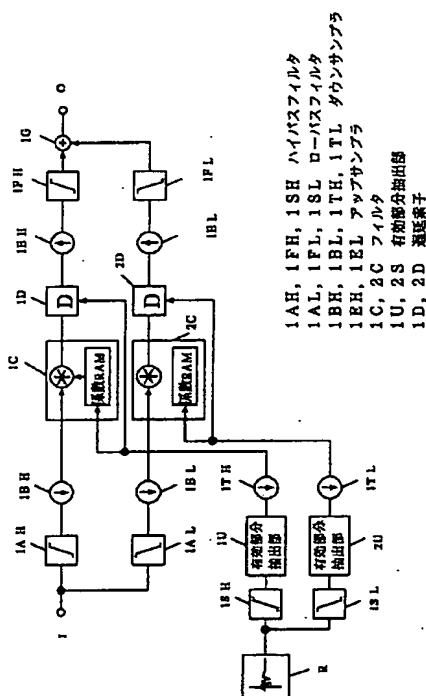 I
1AH
1BH
1C
係数RAM
1D
D
1BH
1FH
1G
O
1AL
1BL
2C
係数RAM
2D
D
1BL
1FL
R
1SH
1U
有効部分
抽出部
1TH
1SL
2U
有効部分
抽出部
1TL
1AH, 1FH, 1SH ハイパスフィルタ
1AL, 1FL, 1SL ローパスフィルタ
1BH, 1BL, 1TH, 1TL ダウンサンプラ
1EH, 1EL アップサンプラ
1C, 2C フィルタ
1U, 2S 有効部分抽出部
1D, 2D 遅延素子